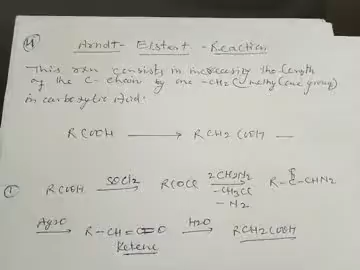 4) Arndt-Eistert-Reaction
This rxn consists in increasing the length
of the C-chain by one -CH2 (methylene group)
in carboxylic Acid.
RCOOH ⟶ RCH2COOH —
① RCOOH SOCl2⟶ RCOCl 2CH2N2⟶ -CH3Cl -N2 R-C-CHN2
Ag2O⟶ R-CH=C=O H2O⟶ RCH2COOH
Ketene